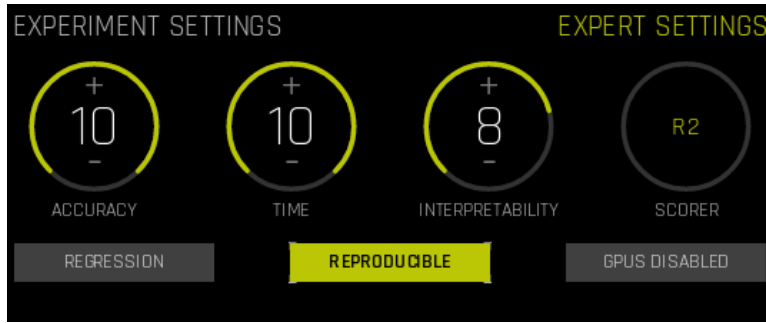 EXPERIMENT SETTINGS EXPERT SETTINGS
+ + +
10 10 8 R2
- - -
ACCURACY TIME INTERPRETABILITY SCORER
REGRESSION REPRODUCIBLE GPUS DISABLED